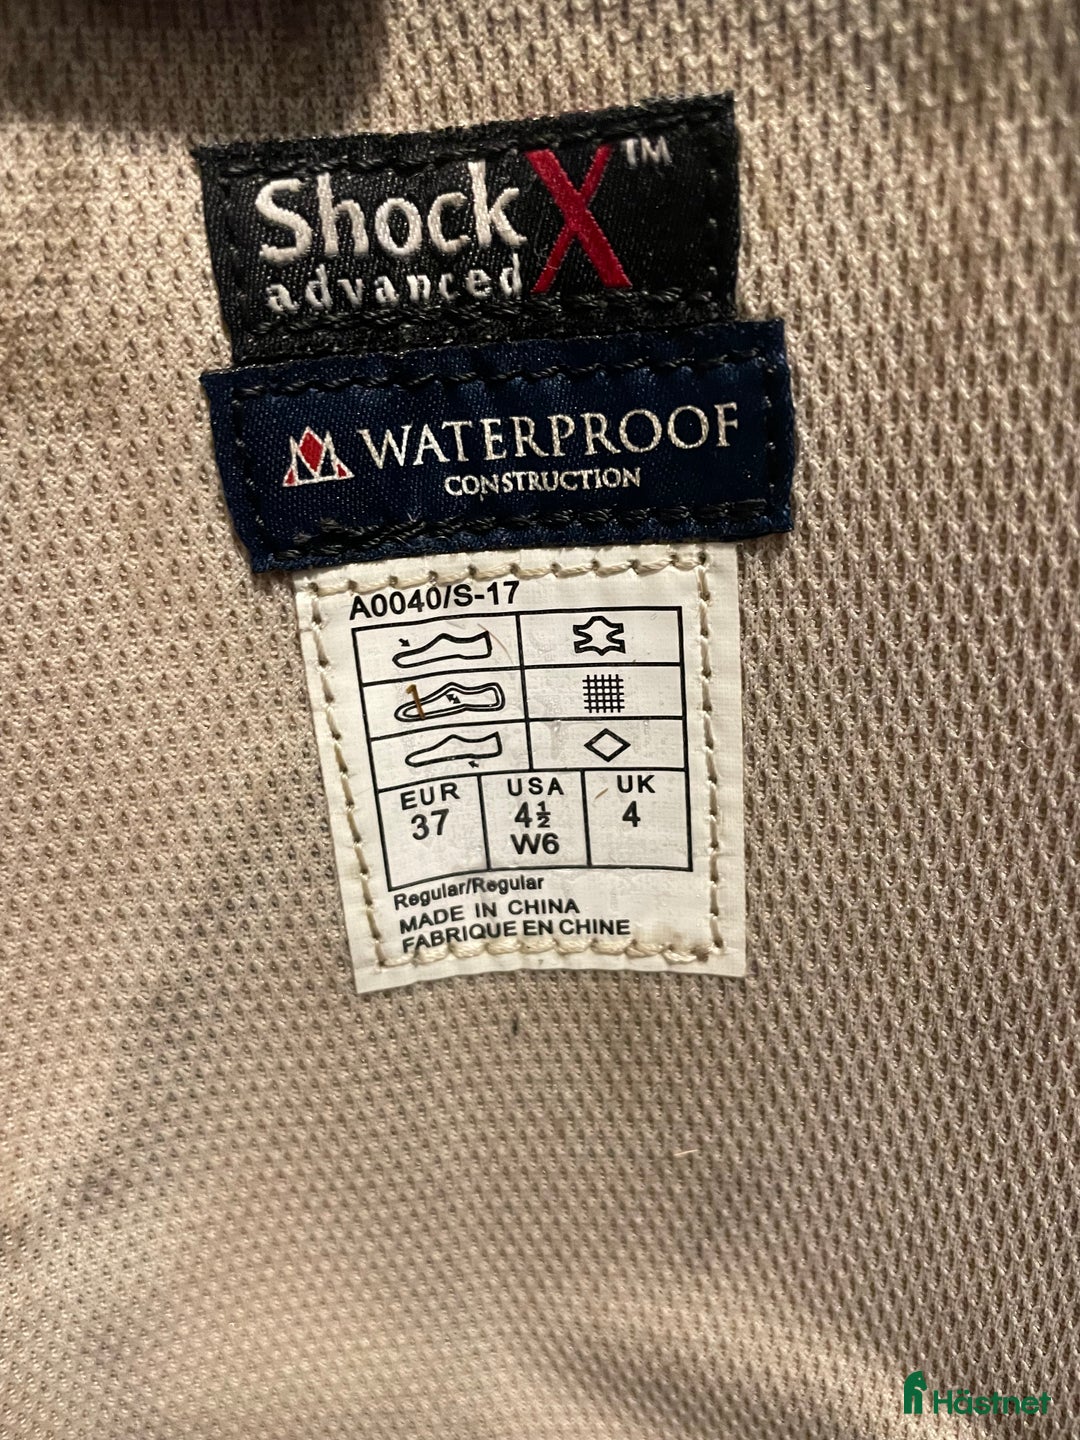 Shock X™
advanced
WATERPROOF
CONSTRUCTION
A0040/S-17
EUR USA UK
37 4½ 4
W6
Regular/Regular
MADE IN CHINA
FABRIQUE EN CHINE
Hästnet